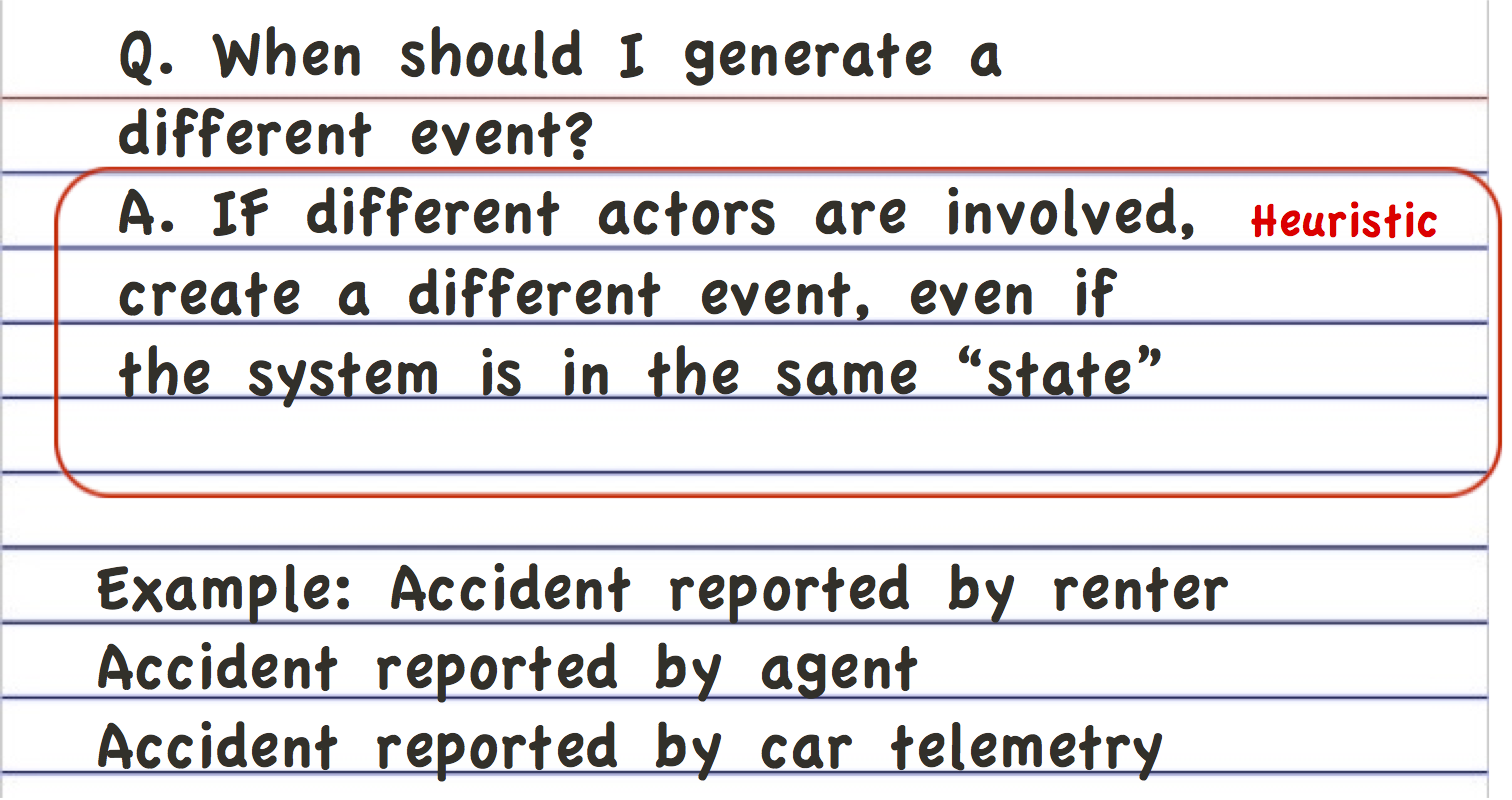 Q. When should I generate a
different event?
A. IF different actors are involved, Heuristic
create a different event, even if
the system is in the same “state”
Example: Accident reported by renter
Accident reported by agent
Accident reported by car telemetry